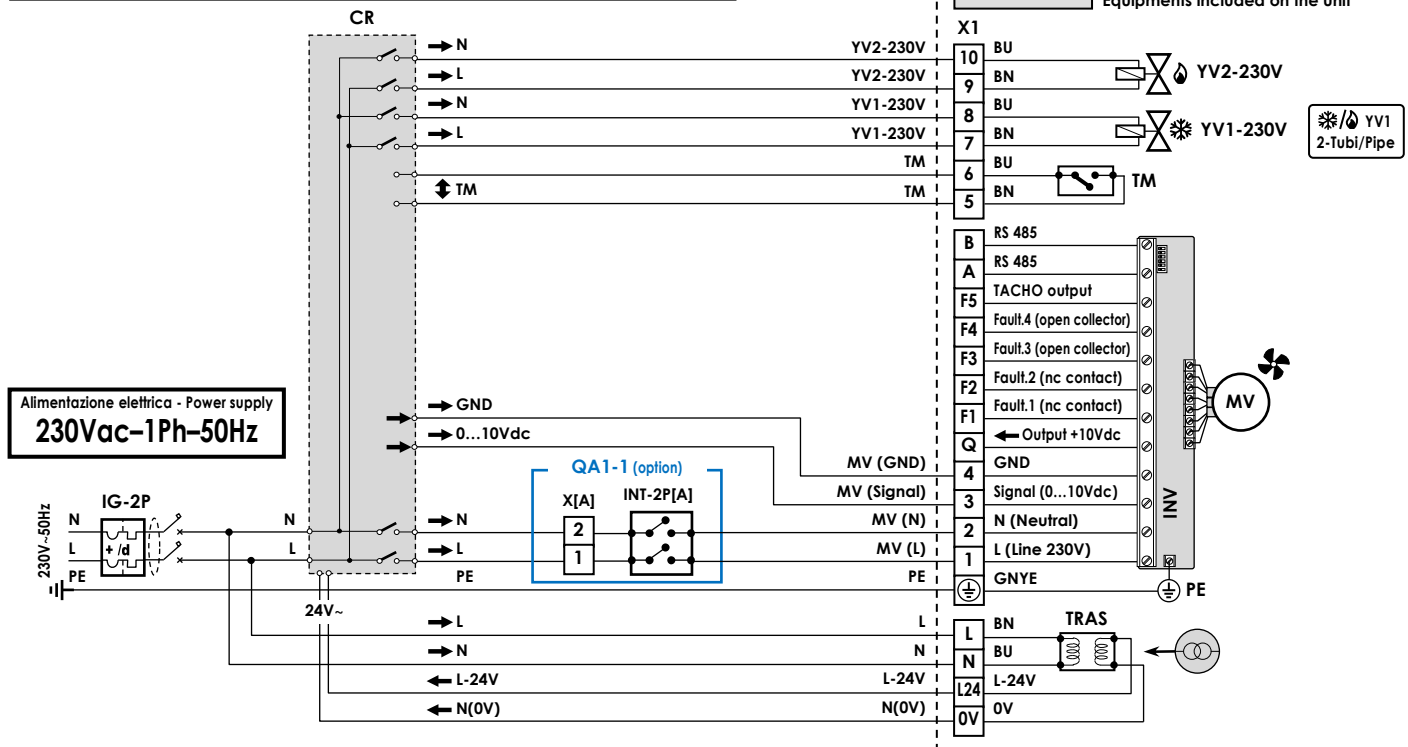 Equipments included on the unit
CR
X1
N
YV2-230V
10
BU
L
YV2-230V
9
BN
YV2-230V
N
YV1-230V
8
BU
L
YV1-230V
7
BN
YV1-230V
/ YV1
2-Tubi/Pipe
TM
6
BU
TM
TM
TM
5
BN
B
RS 485
A
RS 485
F5
TACHO output
F4
Fault.4 (open collector)
F3
Fault.3 (open collector)
F2
Fault.2 (nc contact)
F1
Fault.1 (nc contact)
Q
Output +10Vdc
MV
INV
Alimentazione elettrica - Power supply
230Vac–1Ph–50Hz
GND
0...10Vdc
MV (GND)
4
GND
MV (Signal)
3
Signal (0...10Vdc)
QA1-1 (option)
X[A]
INT-2P[A]
IG-2P
230V~50Hz
N
+ /d
N
N
2
MV (N)
2
N (Neutral)
L
L
L
1
MV (L)
1
L (Line 230V)
PE
PE
PE
GNYE
PE
24V~
TRAS
L
L
L
BN
N
N
N
BU
L-24V
L-24V
L24
L-24V
N(0V)
N(0V)
0V
0V